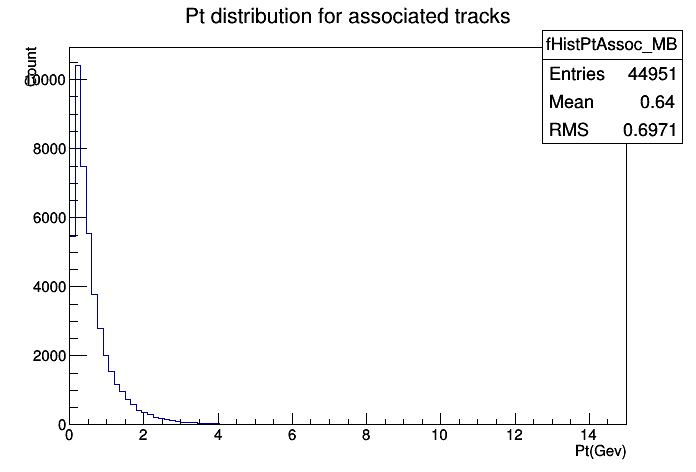 Pt distribution for associated tracks
fHistPtAssoc_MB
Entries 44951
Mean 0.64
RMS 0.6971
Count
10000
8000
6000
4000
2000
0
0 2 4 6 8 10 12 14
Pt(Gev)